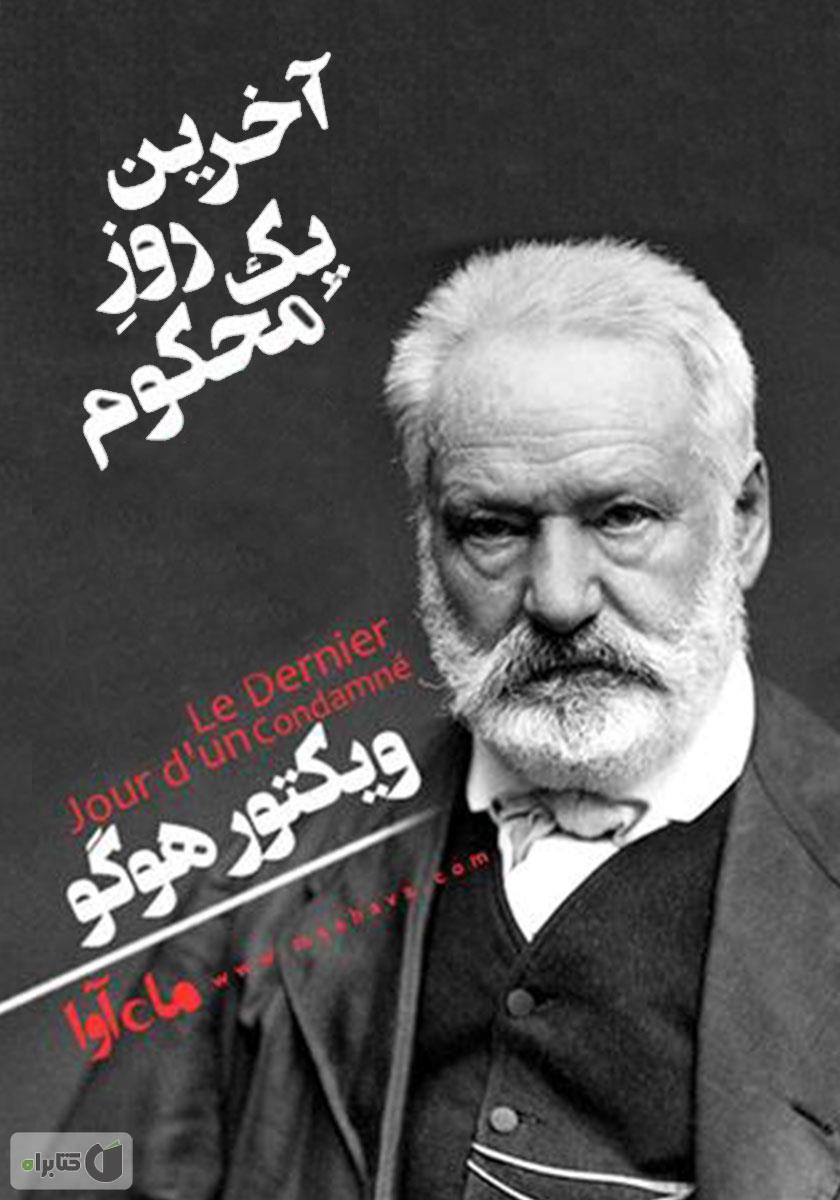 آخرین
روزِ یک
محکوم
Le Dernier
Jour d'un Condamné
ویکتور هوگو
ماه آوا
کتابراه